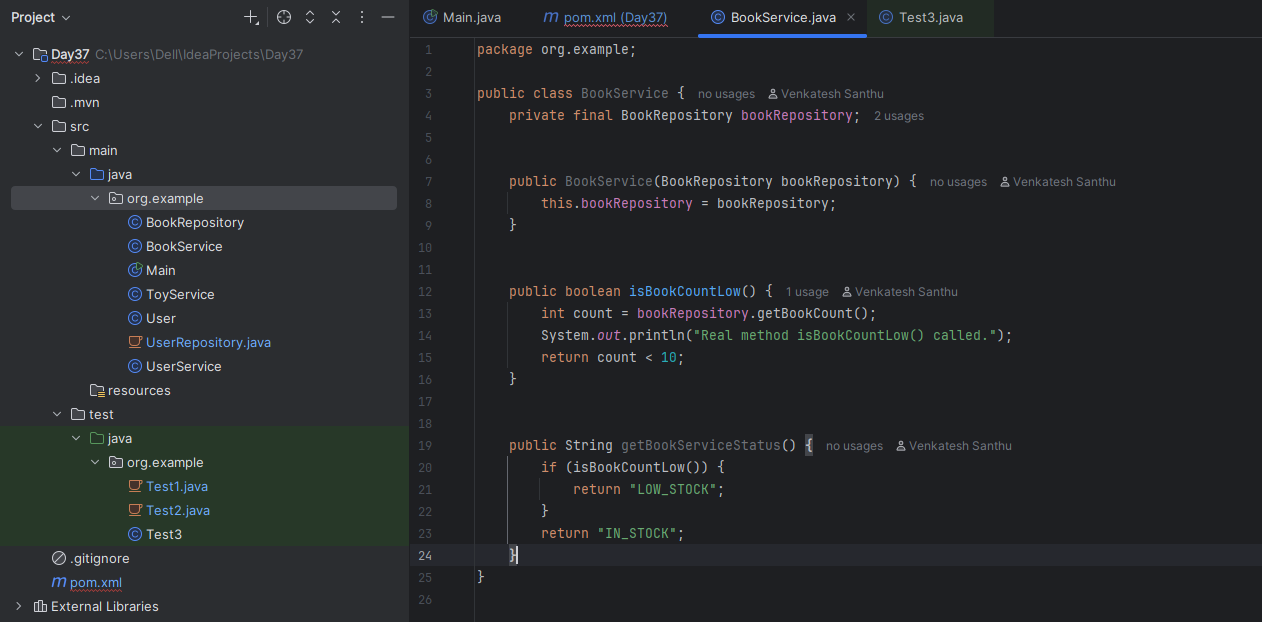 Project
Day37 C:\Users\Dell\IdeaProjects\Day37
.idea
.mvn
src
main
java
org.example
BookRepository
BookService
Main
ToyService
User
UserRepository.java
UserService
resources
test
java
org.example
Test1.java
Test2.java
Test3
.gitignore
pom.xml
External Libraries
Main.java
pom.xml (Day37)
BookService.java
Test3.java
1 package org.example;
2
3 public class BookService { no usages Venkatesh Santhu
4 private final BookRepository bookRepository; 2 usages
5
6
7 public BookService(BookRepository bookRepository) { no usages Venkatesh Santhu
8 this.bookRepository = bookRepository;
9 }
10
11
12 public boolean isBookCountLow() { 1 usage Venkatesh Santhu
13 int count = bookRepository.getBookCount();
14 System.out.println("Real method isBookCountLow() called.");
15 return count < 10;
16 }
17
18
19 public String getBookServiceStatus() { no usages Venkatesh Santhu
20 if (isBookCountLow()) {
21 return "LOW_STOCK";
22 }
23 return "IN_STOCK";
24 }
25 }
26